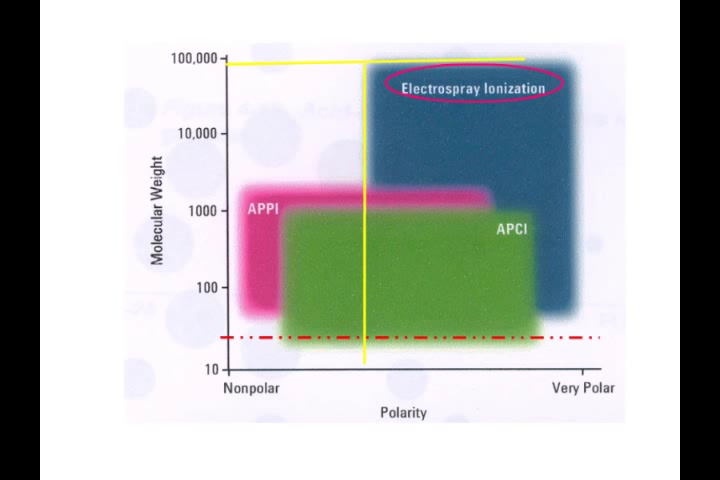 100,000
Electrospray Ionization
10,000
Molecular Weight
1000
APPI
APCI
100
10
Nonpolar
Very Polar
Polarity